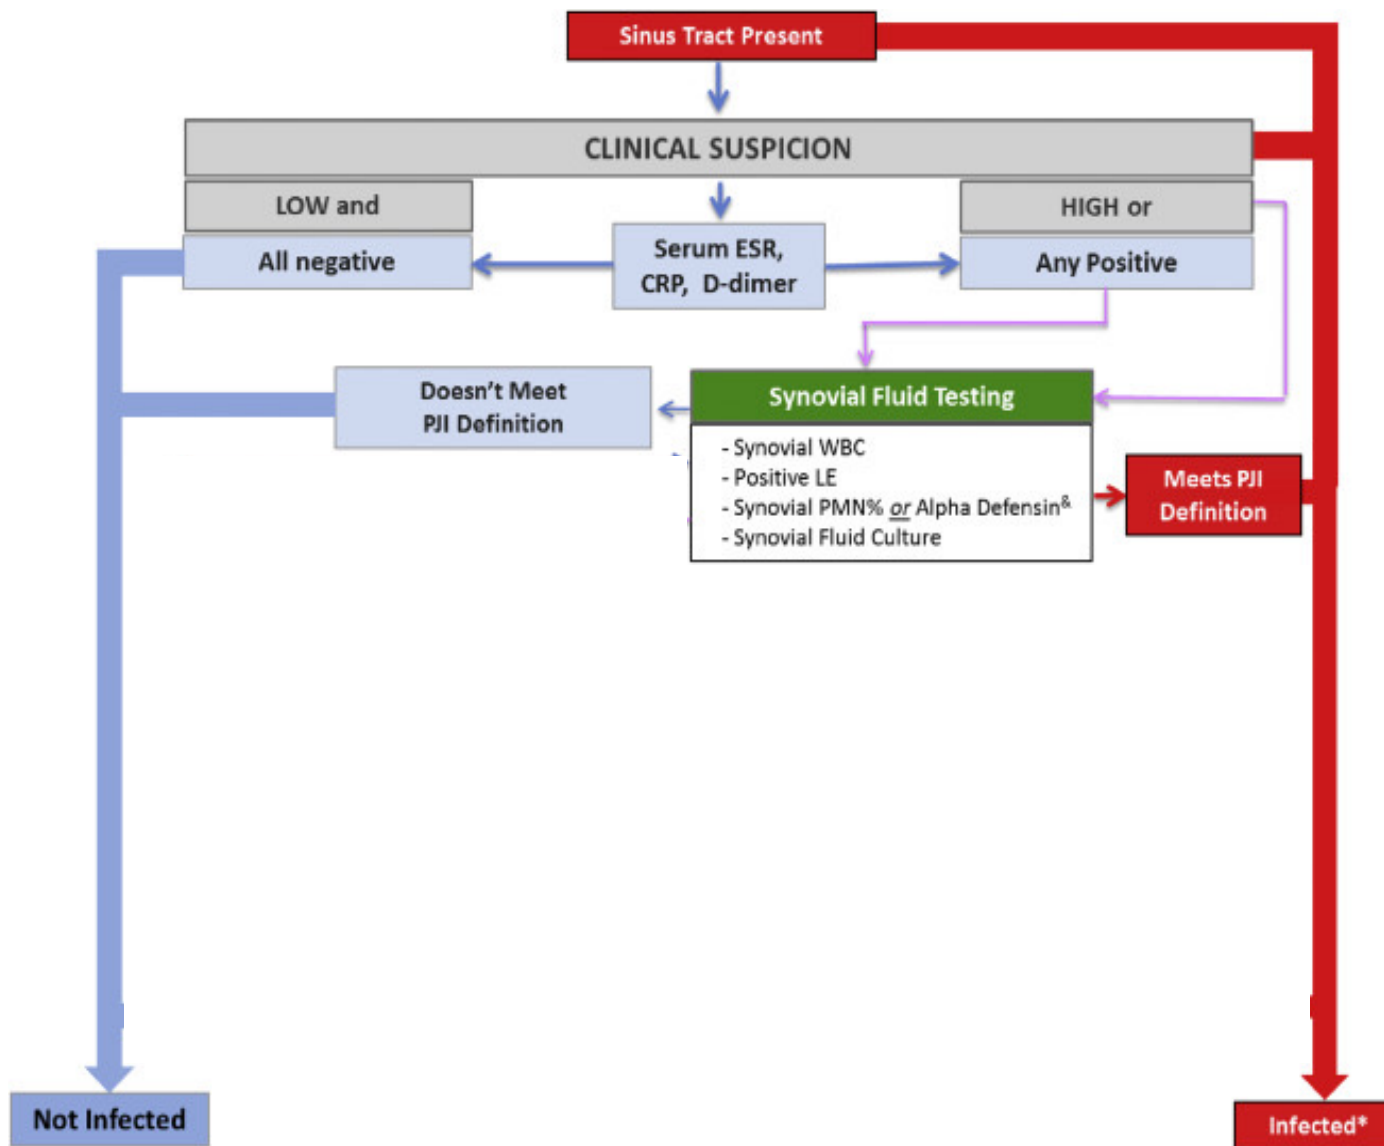 Sinus Tract Present
CLINICAL SUSPICION
LOW and
HIGH or
All negative
Serum ESR,
CRP, D-dimer
Any Positive
Doesn't Meet
PJI Definition
Synovial Fluid Testing
- Synovial WBC
- Positive LE
- Synovial PMN% or Alpha Defensin&
- Synovial Fluid Culture
Meets PJI
Definition
Not Infected
Infected*